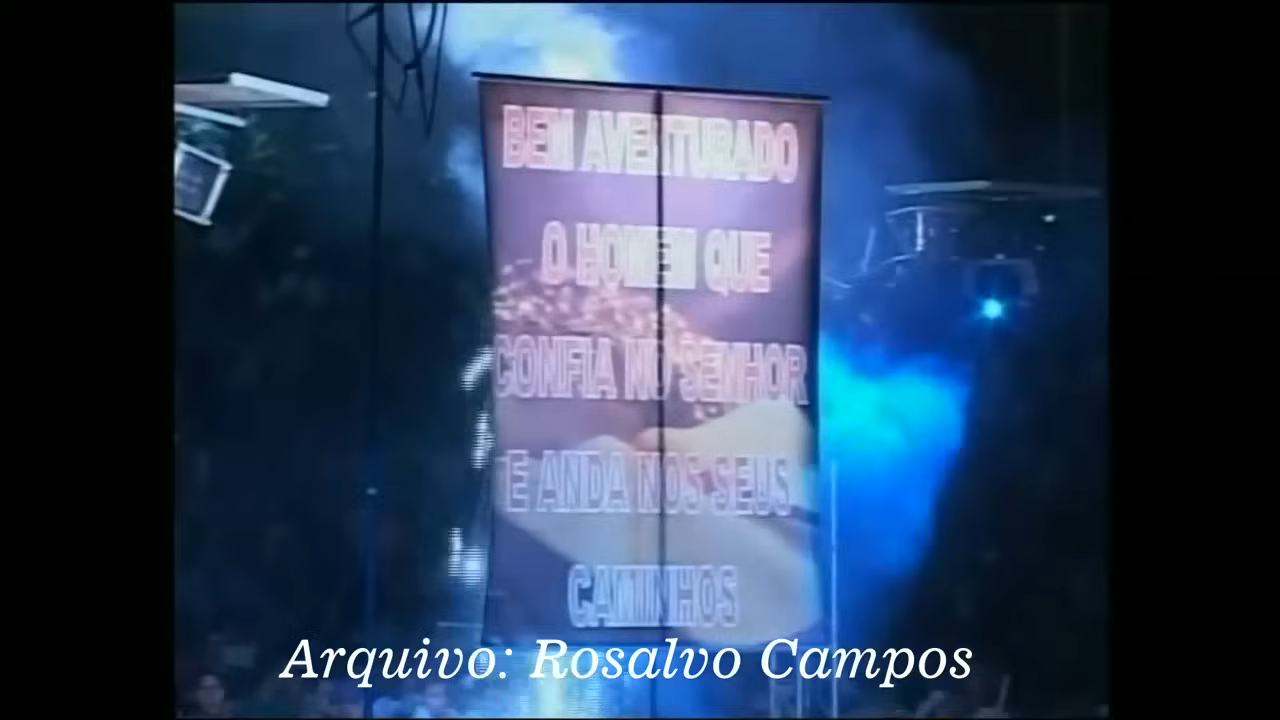 BEM AVENTURADO
O HOMEM QUE
CONFIA NO SENHOR
E ANDA NOS SEUS
CAMINHOS
Arquivo: Rosalvo Campos